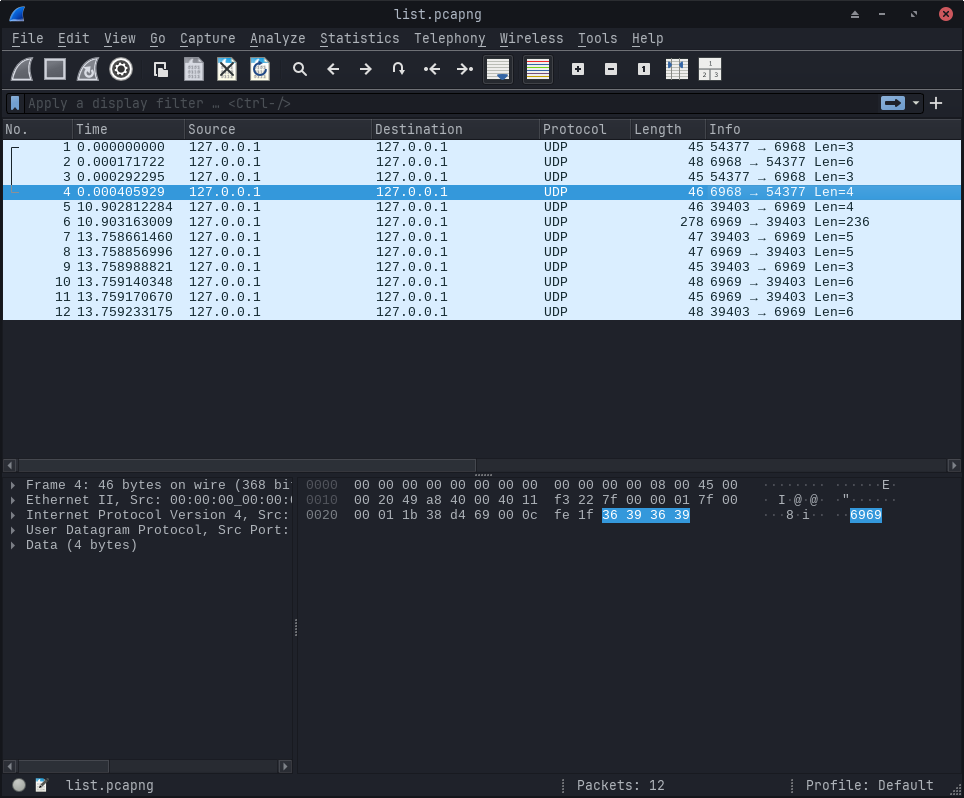 list.pcapng
File Edit View Go Capture Analyze Statistics Telephony Wireless Tools Help
Apply a display filter … <Ctrl-/>
No. Time Source Destination Protocol Length Info
1 0.000000000 127.0.0.1 127.0.0.1 UDP 45 54377 → 6968 Len=3
2 0.000171722 127.0.0.1 127.0.0.1 UDP 48 6968 → 54377 Len=6
3 0.000292295 127.0.0.1 127.0.0.1 UDP 45 54377 → 6968 Len=3
4 0.000405929 127.0.0.1 127.0.0.1 UDP 46 6968 → 54377 Len=4
5 10.902812284 127.0.0.1 127.0.0.1 UDP 46 39403 → 6969 Len=4
6 10.903163009 127.0.0.1 127.0.0.1 UDP 278 6969 → 39403 Len=236
7 13.758661460 127.0.0.1 127.0.0.1 UDP 47 39403 → 6969 Len=5
8 13.758856996 127.0.0.1 127.0.0.1 UDP 47 6969 → 39403 Len=5
9 13.758988821 127.0.0.1 127.0.0.1 UDP 45 39403 → 6969 Len=3
10 13.759140348 127.0.0.1 127.0.0.1 UDP 48 6969 → 39403 Len=6
11 13.759170670 127.0.0.1 127.0.0.1 UDP 45 6969 → 39403 Len=3
12 13.759233175 127.0.0.1 127.0.0.1 UDP 48 39403 → 6969 Len=6
Frame 4: 46 bytes on wire (368 bi
Ethernet II, Src: 00:00:00_00:00:
Internet Protocol Version 4, Src:
User Datagram Protocol, Src Port:
Data (4 bytes)
0000 00 00 00 00 00 00 00 00 00 00 00 00 08 00 45 00 ········ ······E·
0010 00 20 49 a8 40 00 40 11 f3 22 7f 00 00 01 7f 00 · I·@·@· ·"······
0020 00 01 1b 38 d4 69 00 0c fe 1f 36 39 36 39 ···8·i·· ··6969
list.pcapng Packets: 12 Profile: Default